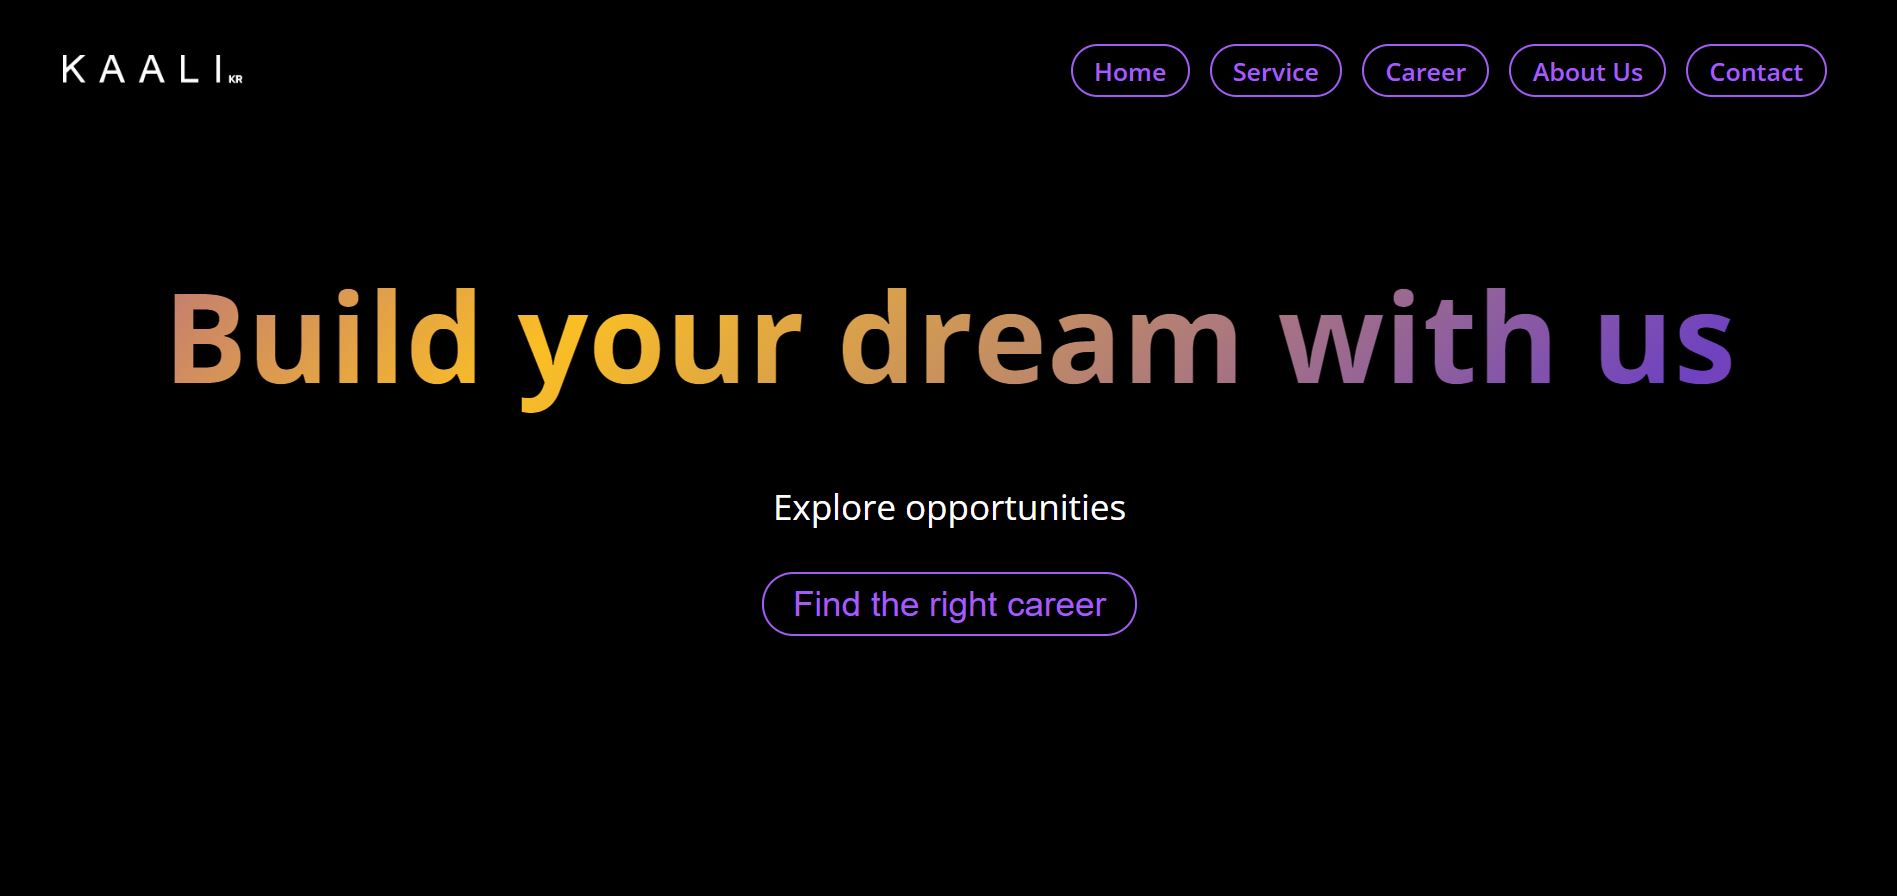 KAALI KR
Home Service Career About Us Contact
Build your dream with us
Explore opportunities
Find the right career